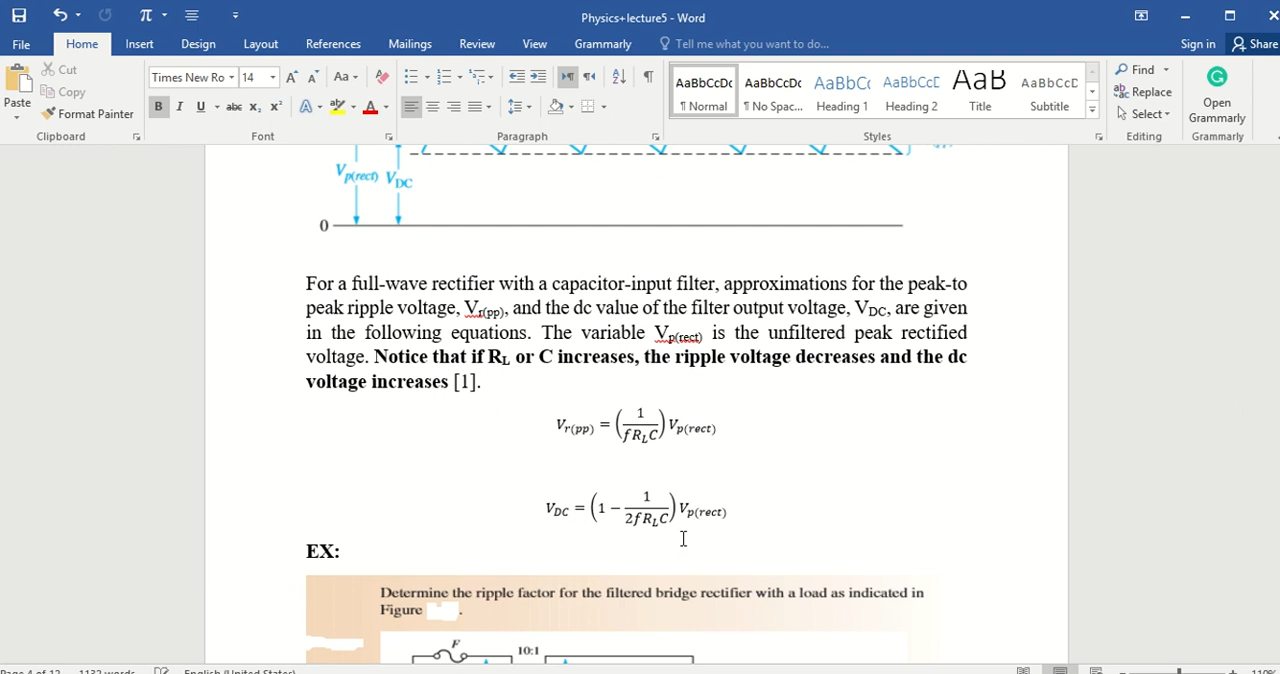 Physics+lecture5 - Word
File Home Insert Design Layout References Mailings Review View Grammarly Tell me what you want to do... Sign in Share
Paste Cut Copy Format Painter
Times New Ro 14
AaBbCcDc AaBbCcDc AaBbCc AaBbCcD AaB AaBbCcD
¶ Normal ¶ No Spac... Heading 1 Heading 2 Title Subtitle
Find
Replace
Select
Open
Grammarly
Clipboard Font Paragraph Styles Editing Grammarly
Vp(rect) VDC
0
For a full-wave rectifier with a capacitor-input filter, approximations for the peak-to
peak ripple voltage, Vr(pp), and the dc value of the filter output voltage, VDC, are given
in the following equations. The variable Vp(rect) is the unfiltered peak rectified
voltage. Notice that if RL or C increases, the ripple voltage decreases and the dc
voltage increases [1].
Vr(pp) = (1/fRLC) Vp(rect)
VDC = (1 − 1/2fRLC) Vp(rect)
EX:
Determine the ripple factor for the filtered bridge rectifier with a load as indicated in
Figure .
F 10:1
Page 4 of 12 1132 words English (United States) 110%